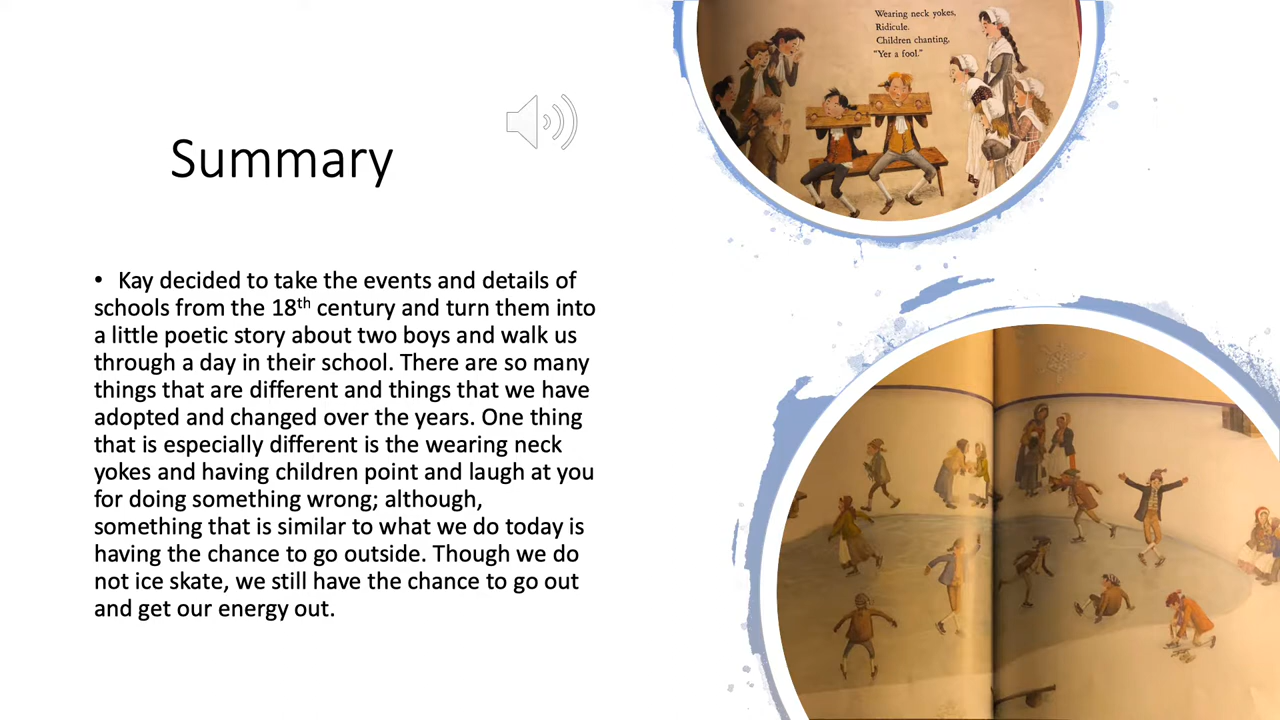 Summary
• Kay decided to take the events and details of
schools from the 18th century and turn them into
a little poetic story about two boys and walk us
through a day in their school. There are so many
things that are different and things that we have
adopted and changed over the years. One thing
that is especially different is the wearing neck
yokes and having children point and laugh at you
for doing something wrong; although,
something that is similar to what we do today is
having the chance to go outside. Though we do
not ice skate, we still have the chance to go out
and get our energy out.
Wearing neck yokes,
Ridicule.
Children chanting,
"Yer a fool."